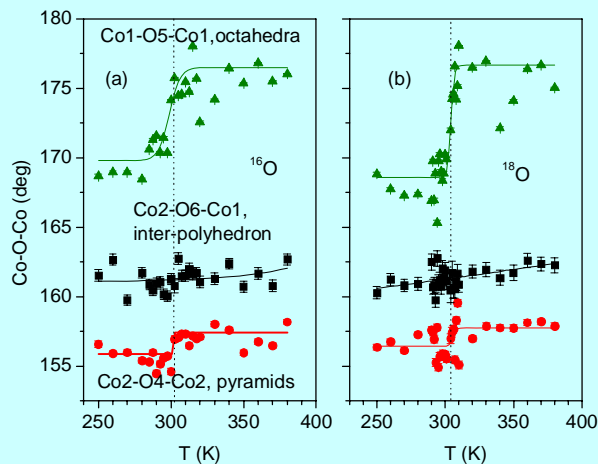 Co1-O5-Co1,octahedra
(a)
(b)
16O
18O
Co2-O6-Co1,
inter-polyhedron
Co2-O4-Co2, pyramids
Co-O-Co (deg)
180
175
170
165
160
155
250 300 350 400
250 300 350 400
T (K)
T (K)